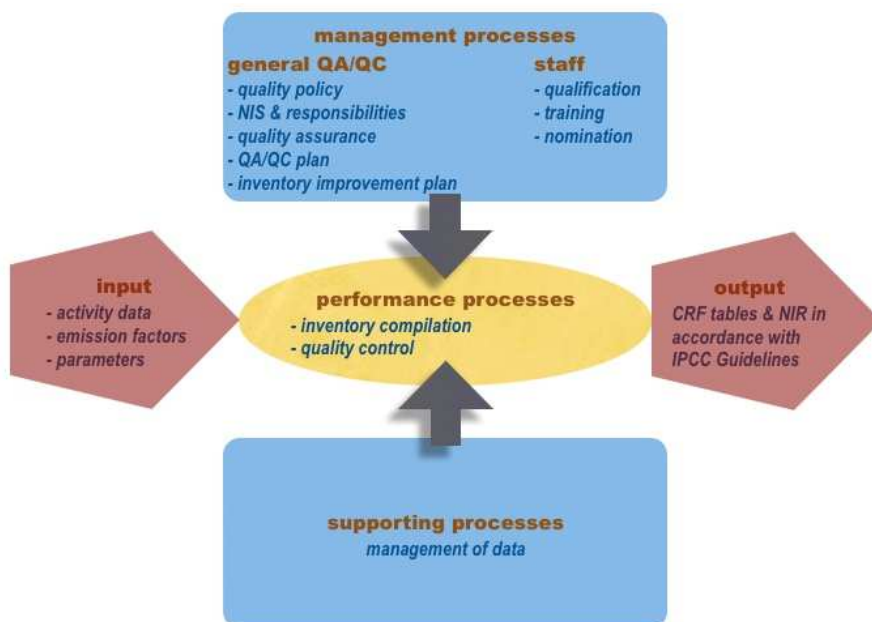 management processes
general QA/QC
- quality policy
- NIS & responsibilities
- quality assurance
- QA/QC plan
- inventory improvement plan
staff
- qualification
- training
- nomination
input
- activity data
- emission factors
- parameters
performance processes
- inventory compilation
- quality control
output
CRF tables & NIR in
accordance with
IPCC Guidelines
supporting processes
management of data